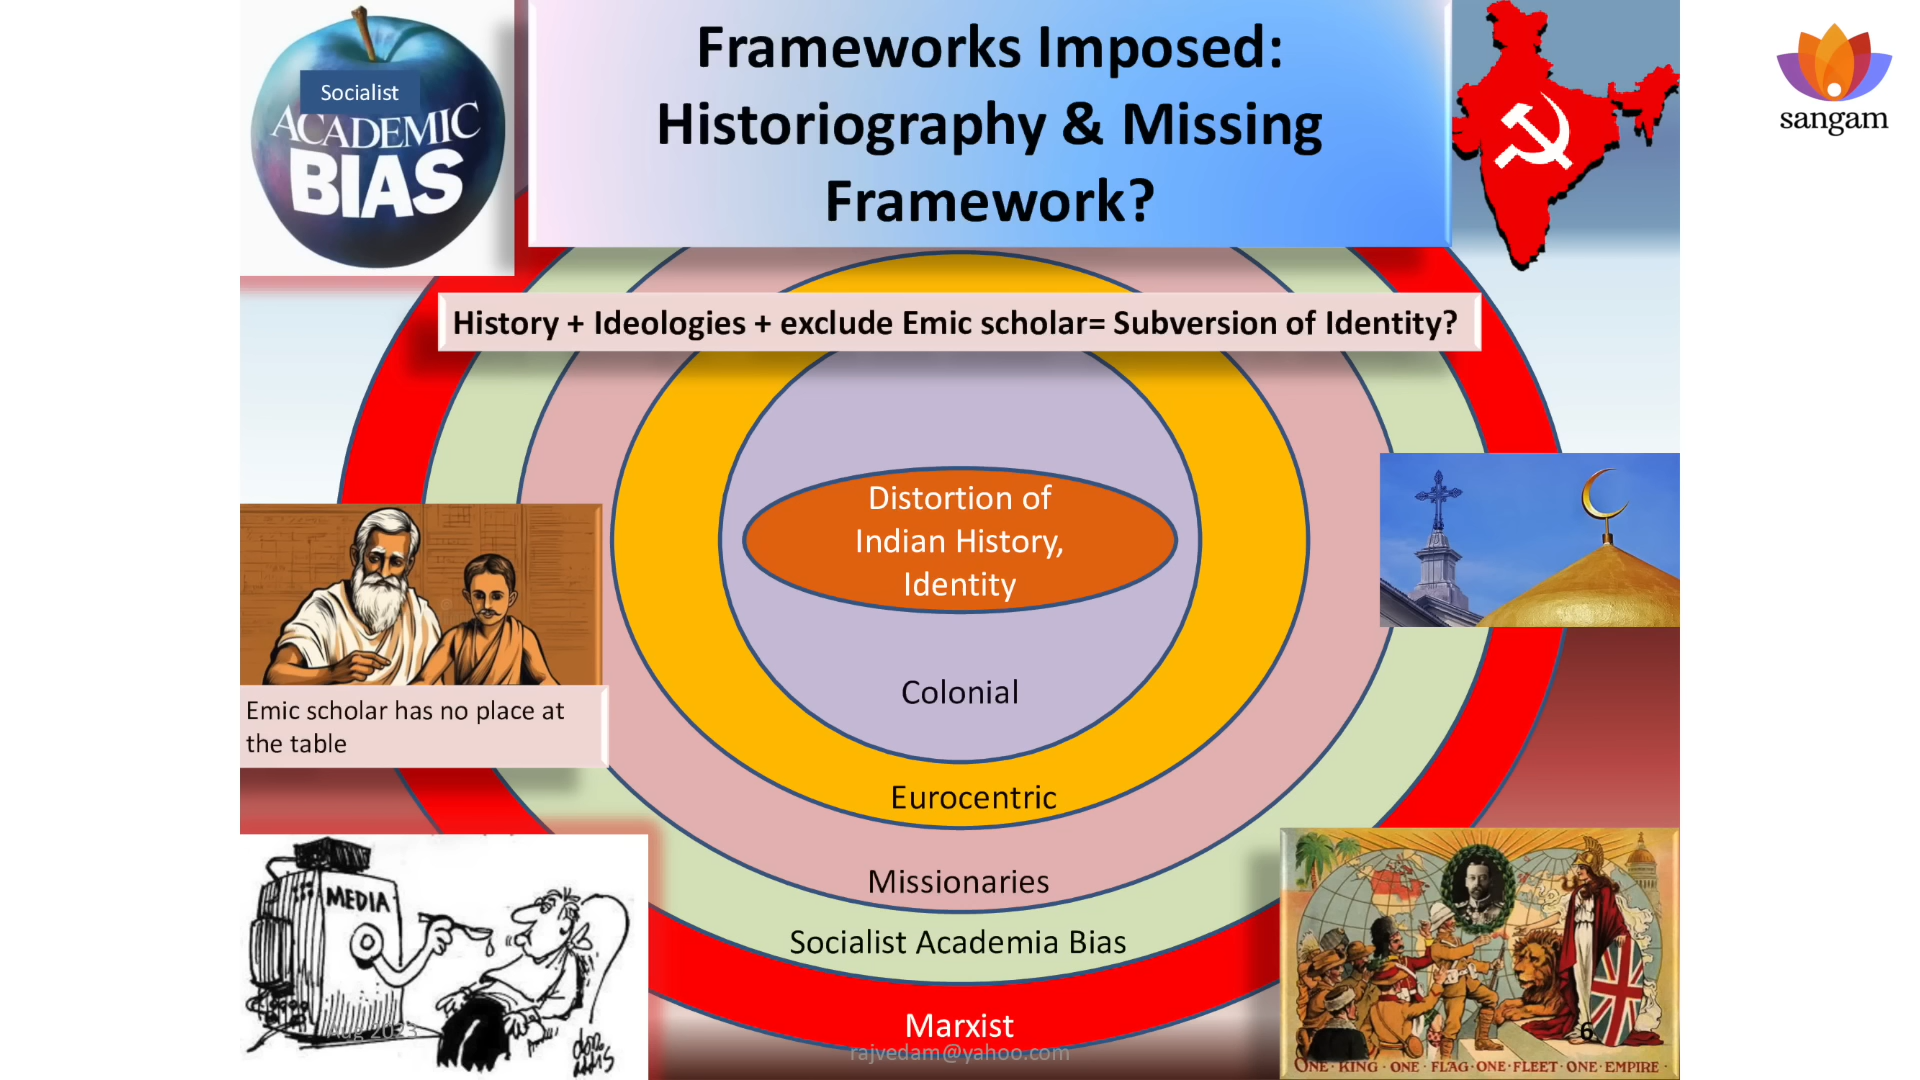 Socialist
ACADEMIC
BIAS
Frameworks Imposed:
Historiography & Missing
Framework?
sangam
History + Ideologies + exclude Emic scholar= Subversion of Identity?
Distortion of
Indian History,
Identity
Colonial
Eurocentric
Missionaries
Socialist Academia Bias
Marxist
Emic scholar has no place at
the table
MEDIA
Aug 2023
rajvedam@yahoo.com
6
ONE · KING · ONE · FLAG · ONE · FLEET · ONE · EMPIRE ·